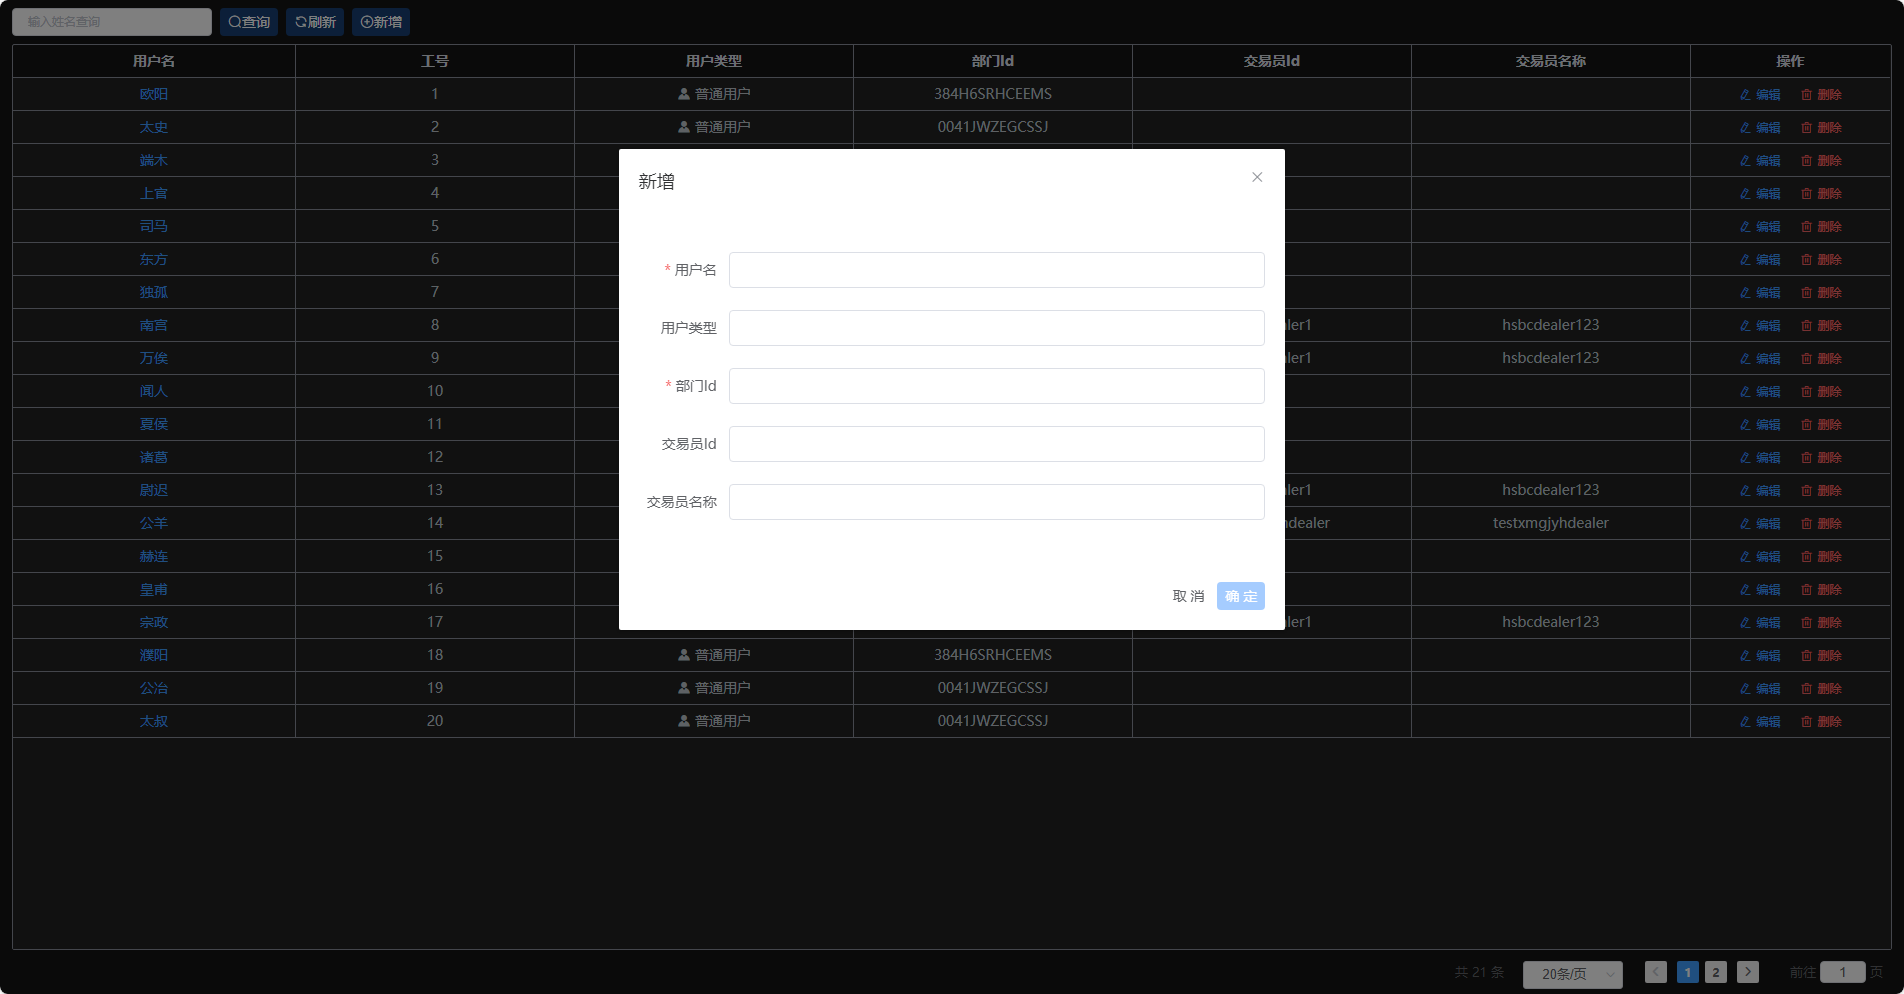 输入姓名查询 查询 刷新 新增
用户名 工号 用户类型 部门Id 交易员Id 交易员名称 操作
欧阳 1 普通用户 384H6SRHCEEMS 编辑 删除
太史 2 普通用户 0041JWZEGCSSJ 编辑 删除
端木 3 编辑 删除
上官 4 编辑 删除
司马 5 编辑 删除
东方 6 编辑 删除
独孤 7 编辑 删除
南宫 8 ler1 hsbcdealer123 编辑 删除
万俟 9 ler1 hsbcdealer123 编辑 删除
闻人 10 编辑 删除
夏侯 11 编辑 删除
诸葛 12 编辑 删除
尉迟 13 ler1 hsbcdealer123 编辑 删除
公羊 14 dealer testxmgjyhdealer 编辑 删除
赫连 15 编辑 删除
皇甫 16 编辑 删除
宗政 17 ler1 hsbcdealer123 编辑 删除
濮阳 18 普通用户 384H6SRHCEEMS 编辑 删除
公冶 19 普通用户 0041JWZEGCSSJ 编辑 删除
太叔 20 普通用户 0041JWZEGCSSJ 编辑 删除
新增
* 用户名
用户类型
* 部门Id
交易员Id
交易员名称
取 消 确 定
共 21 条 20条/页 1 2 前往 1 页